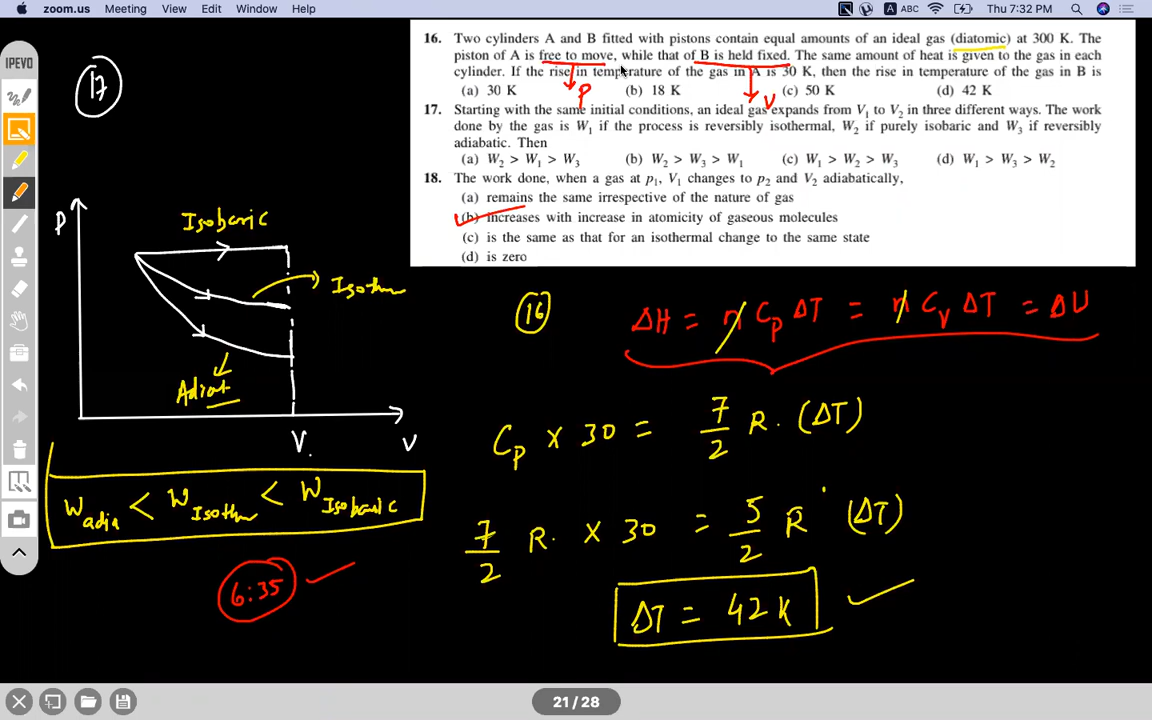 zoom.us Meeting View Edit Window Help
ABC Thu 7:32 PM
IPEVO
17
P
Isobaric
Isothm
Adiat
V.
V
Wadia < WIsothm < WIsobaric
6:35
16. Two cylinders A and B fitted with pistons contain equal amounts of an ideal gas (diatomic) at 300 K. The
piston of A is free to move, while that of B is held fixed. The same amount of heat is given to the gas in each
cylinder. If the rise in temperature of the gas in A is 30 K, then the rise in temperature of the gas in B is
(a) 30 K (b) 18 K (c) 50 K (d) 42 K
P
V
17. Starting with the same initial conditions, an ideal gas expands from V₁ to V₂ in three different ways. The work
done by the gas is W₁ if the process is reversibly isothermal, W₂ if purely isobaric and W₃ if reversibly
adiabatic. Then
(a) W₂ > W₁ > W₃ (b) W₂ > W₃ > W₁ (c) W₁ > W₂ > W₃ (d) W₁ > W₃ > W₂
18. The work done, when a gas at p₁, V₁ changes to p₂ and V₂ adiabatically,
(a) remains the same irrespective of the nature of gas
(b) increases with increase in atomicity of gaseous molecules
(c) is the same as that for an isothermal change to the same state
(d) is zero
16
ΔH = n Cp ΔT = n Cv ΔT = ΔU
Cp × 30 = 7/2 R. (ΔT)
7/2 R. × 30 = 5/2 R (ΔT)
ΔT = 42 K
21 / 28